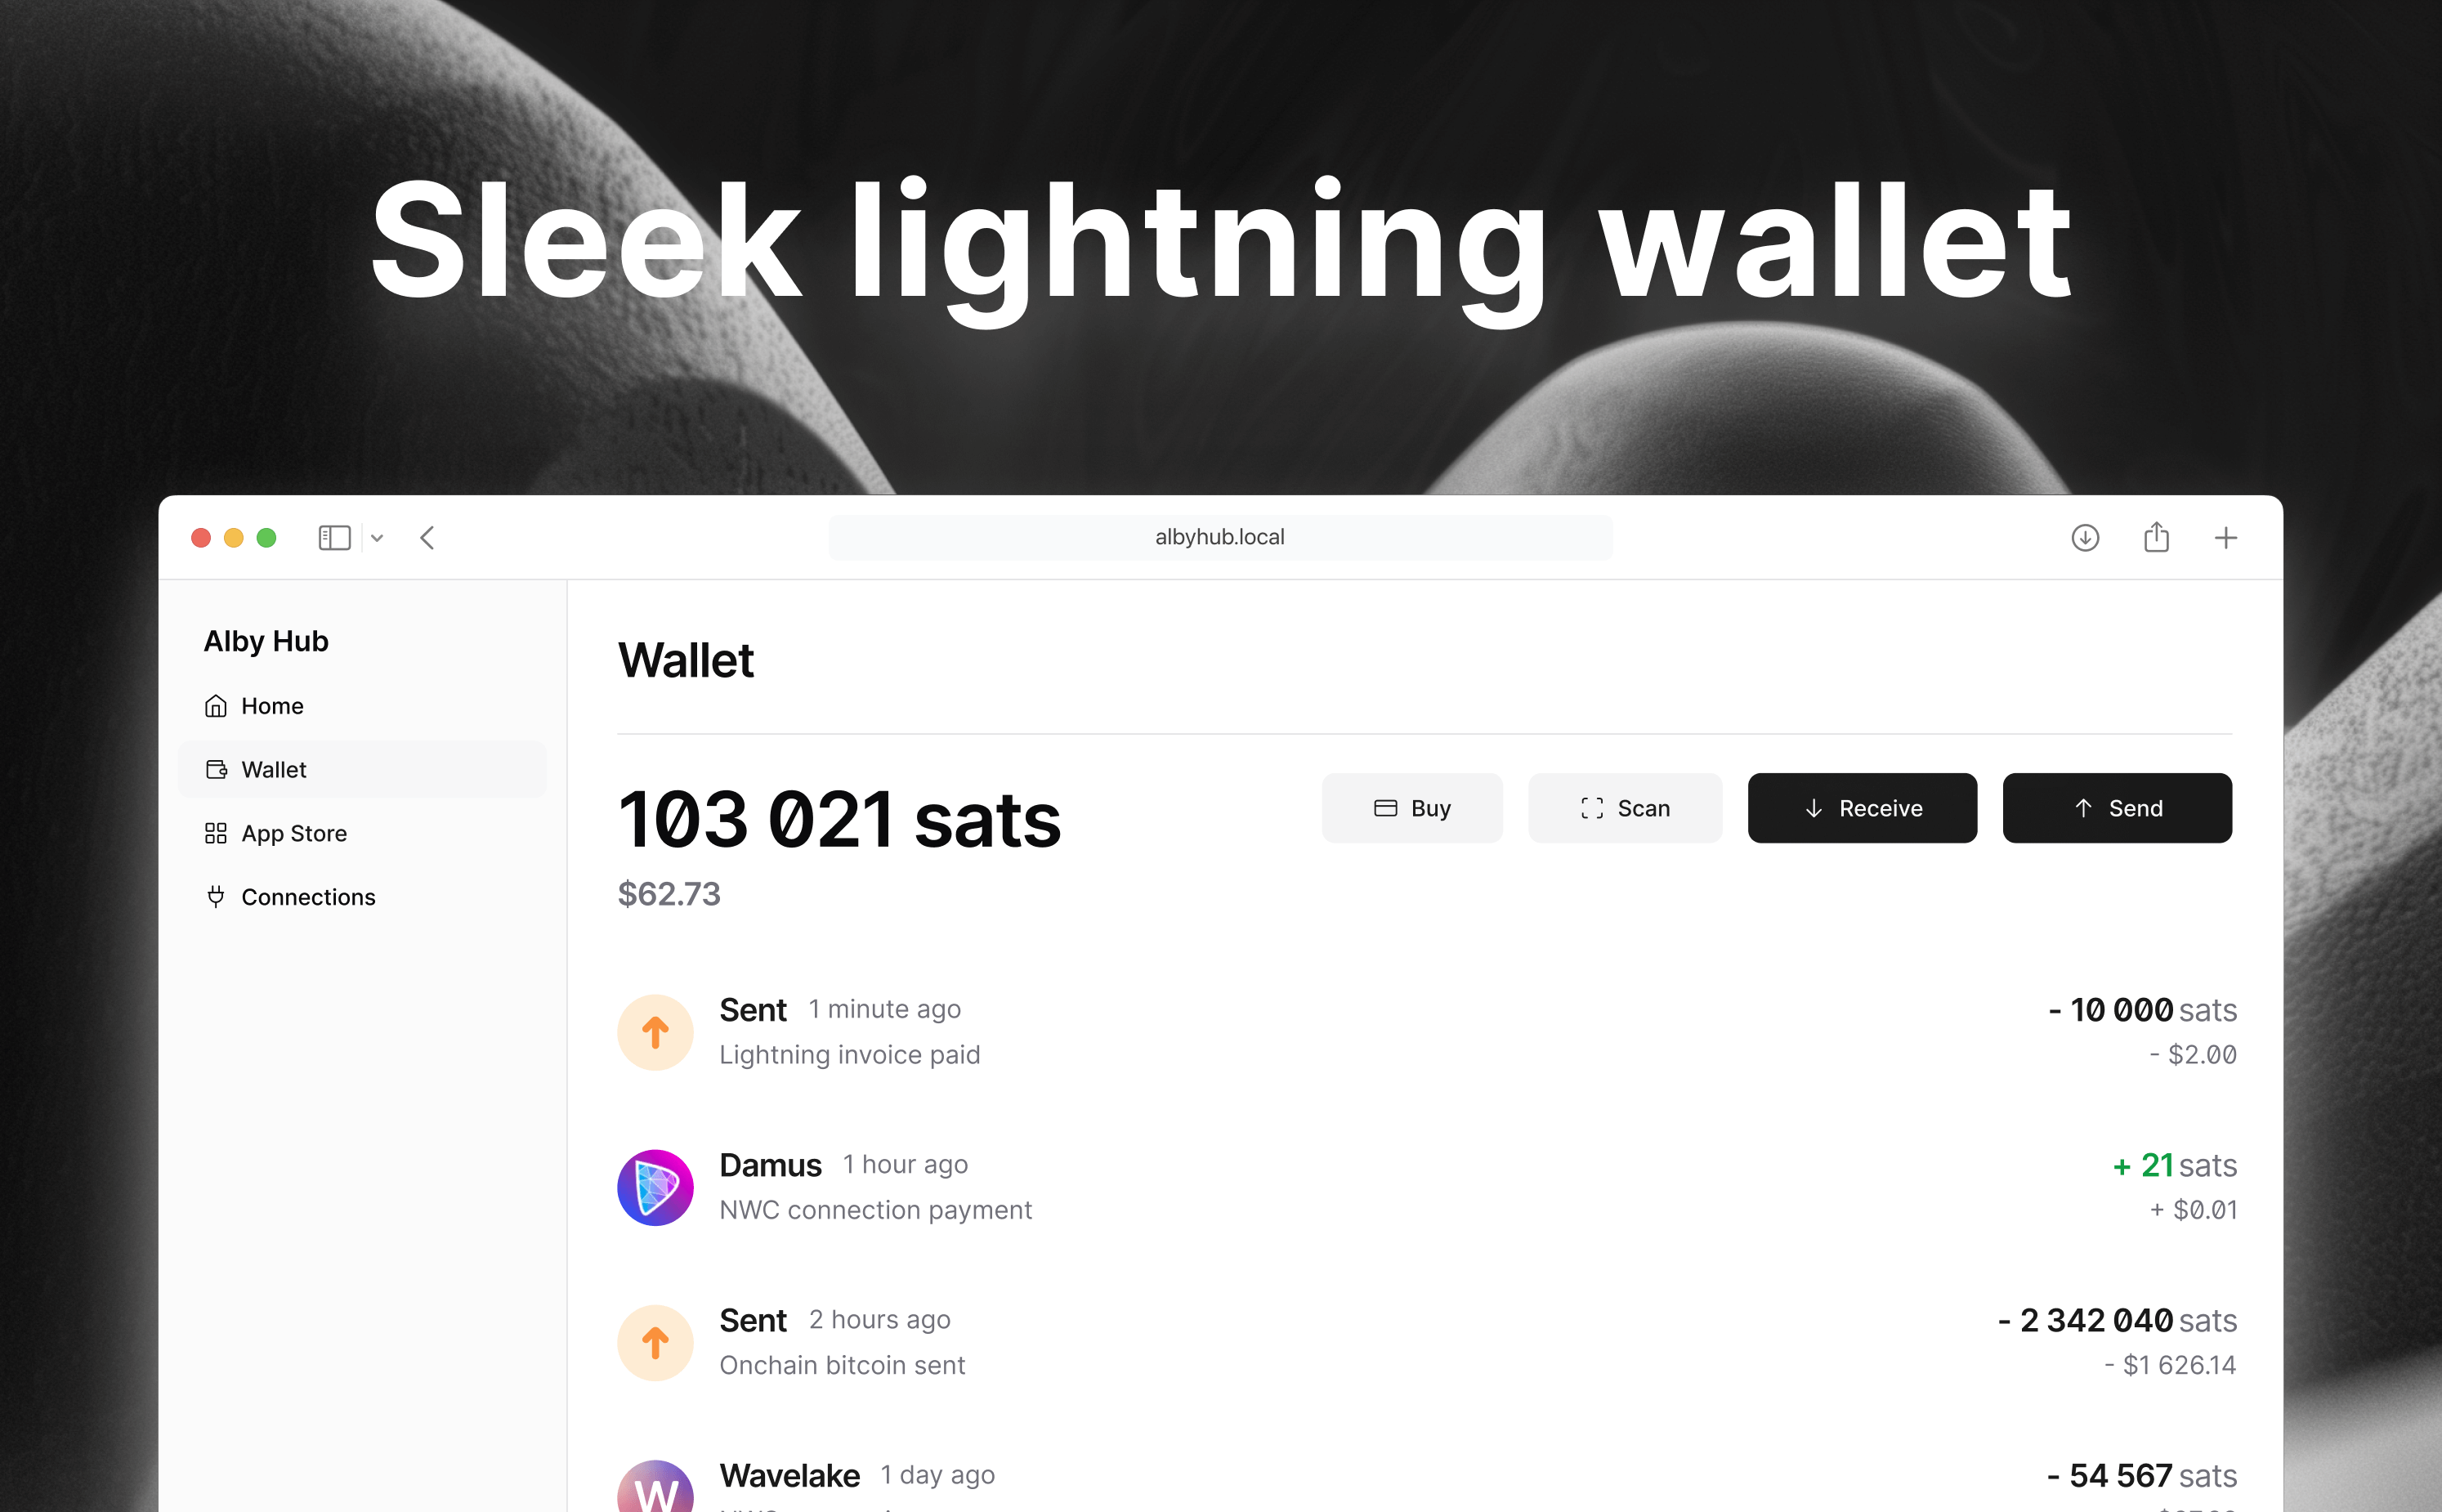 Sleek lightning wallet
albyhub.local
Alby Hub
Home
Wallet
App Store
Connections
Wallet
103 021 sats
$62.73
Buy
Scan
Receive
Send
Sent 1 minute ago
- 10 000 sats
Lightning invoice paid
- $2.00
Damus 1 hour ago
+ 21 sats
NWC connection payment
+ $0.01
Sent 2 hours ago
- 2 342 040 sats
Onchain bitcoin sent
- $1 626.14
W
Wavelake 1 day ago
- 54 567 sats